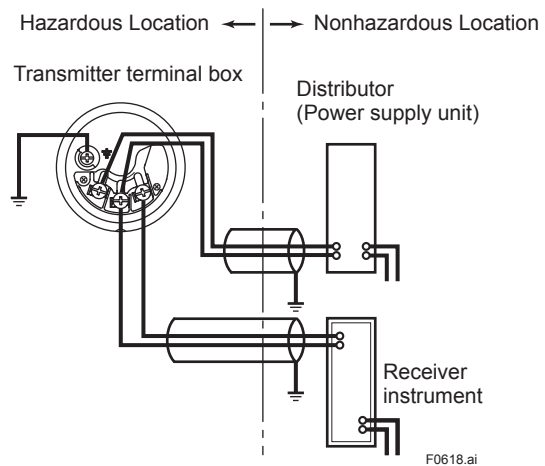 Hazardous Location
Nonhazardous Location
Transmitter terminal box
Distributor
(Power supply unit)
Receiver
instrument
F0618.ai